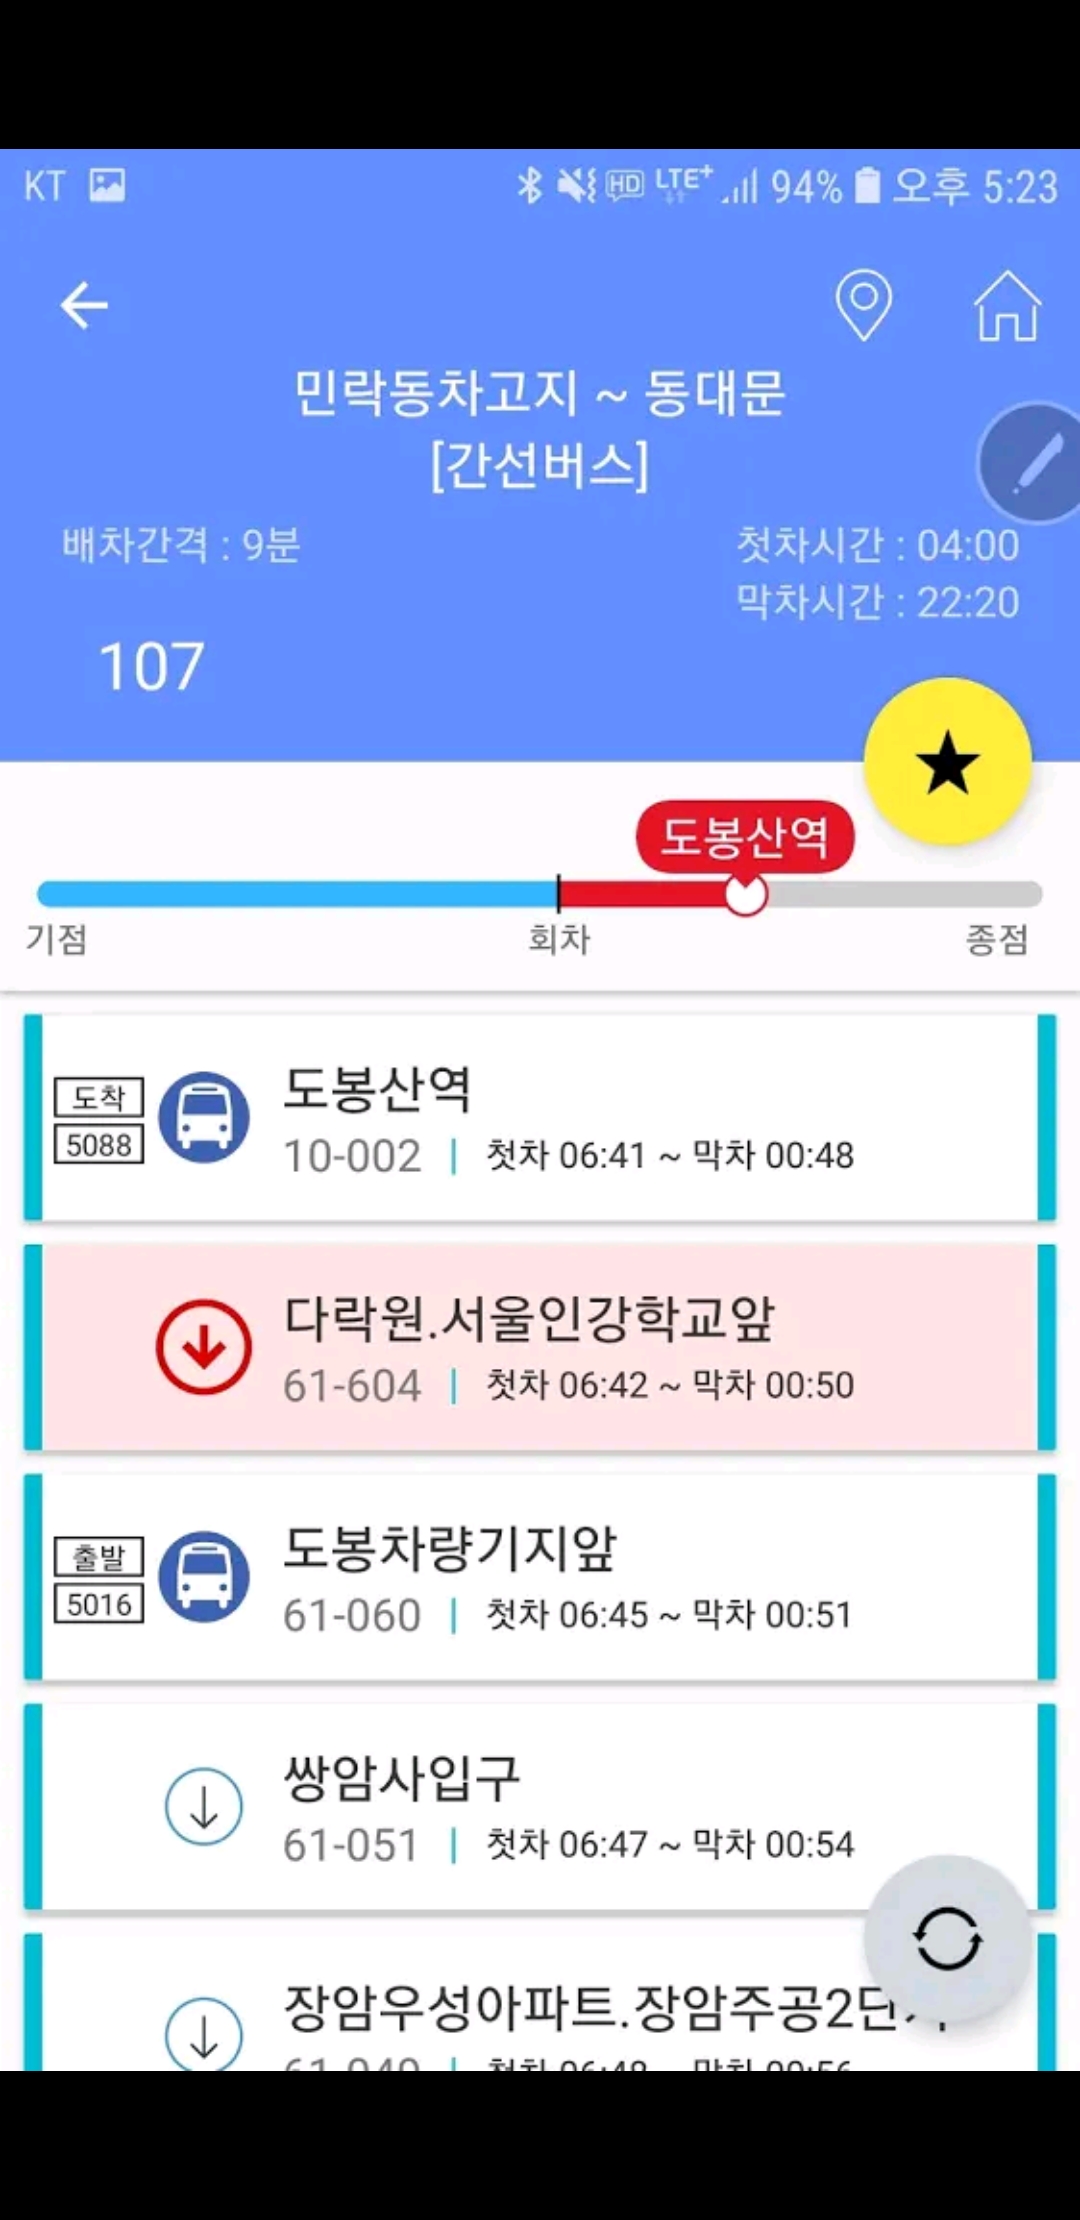 KT HD LTE+ 94% 오후 5:23
민락동차고지 ~ 동대문
[간선버스]
배차간격 : 9분
첫차시간 : 04:00
막차시간 : 22:20
107
도봉산역
기점 회차 종점
도착
5088
도봉산역
10-002 | 첫차 06:41 ~ 막차 00:48
다락원.서울인강학교앞
61-604 | 첫차 06:42 ~ 막차 00:50
출발
5016
도봉차량기지앞
61-060 | 첫차 06:45 ~ 막차 00:51
쌍암사입구
61-051 | 첫차 06:47 ~ 막차 00:54
장암우성아파트.장암주공2단